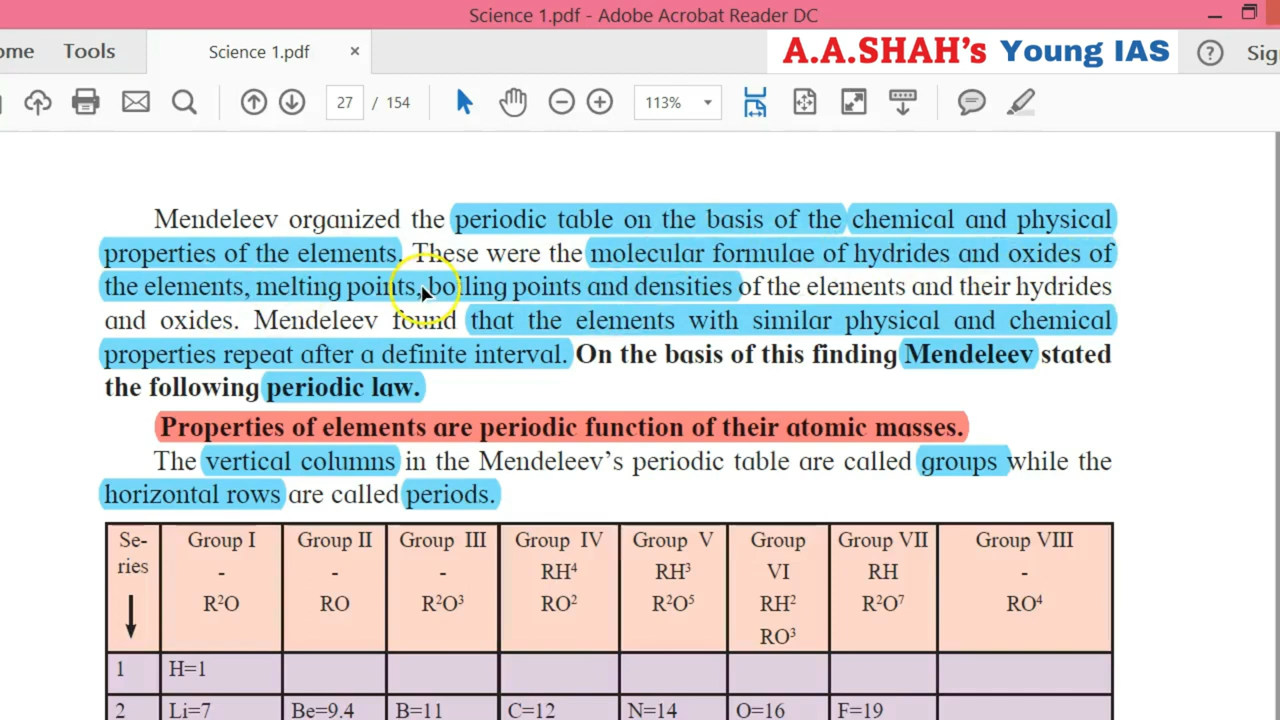 Science 1.pdf - Adobe Acrobat Reader DC
ome Tools Science 1.pdf × A.A.SHAH's Young IAS ? Sig
27 / 154 113%
Mendeleev organized the periodic table on the basis of the chemical and physical
properties of the elements. These were the molecular formulae of hydrides and oxides of
the elements, melting points, boiling points and densities of the elements and their hydrides
and oxides. Mendeleev found that the elements with similar physical and chemical
properties repeat after a definite interval. On the basis of this finding Mendeleev stated
the following periodic law.
Properties of elements are periodic function of their atomic masses.
The vertical columns in the Mendeleev's periodic table are called groups while the
horizontal rows are called periods.
Se- Group I Group II Group III Group IV Group V Group Group VII Group VIII
ries - - - RH⁴ RH³ VI RH -
R²O RO R²O³ RO² R²O⁵ RH² R²O⁷ RO⁴
RO³
1 H=1
2 Li=7 Be=9.4 B=11 C=12 N=14 O=16 F=19